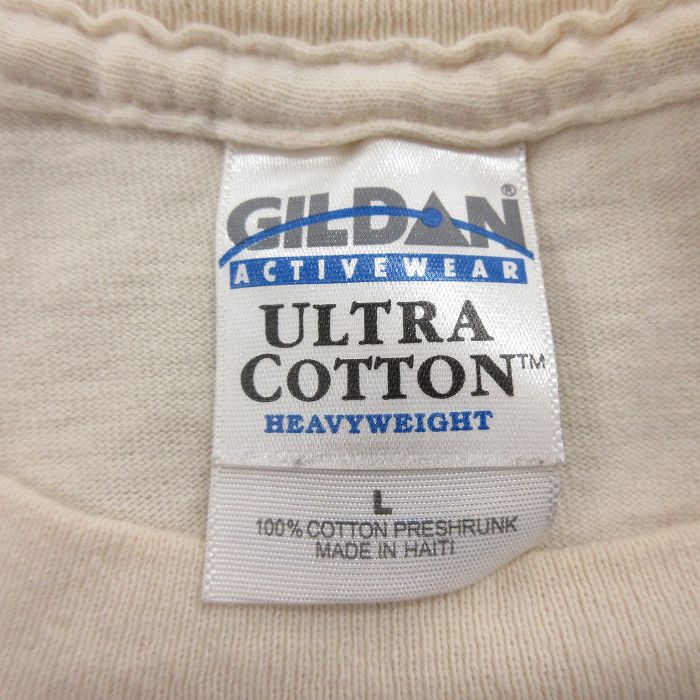 GILDAN®
ACTIVEWEAR
ULTRA
COTTON™
HEAVYWEIGHT
L
100% COTTON PRESHRUNK
MADE IN HAITI